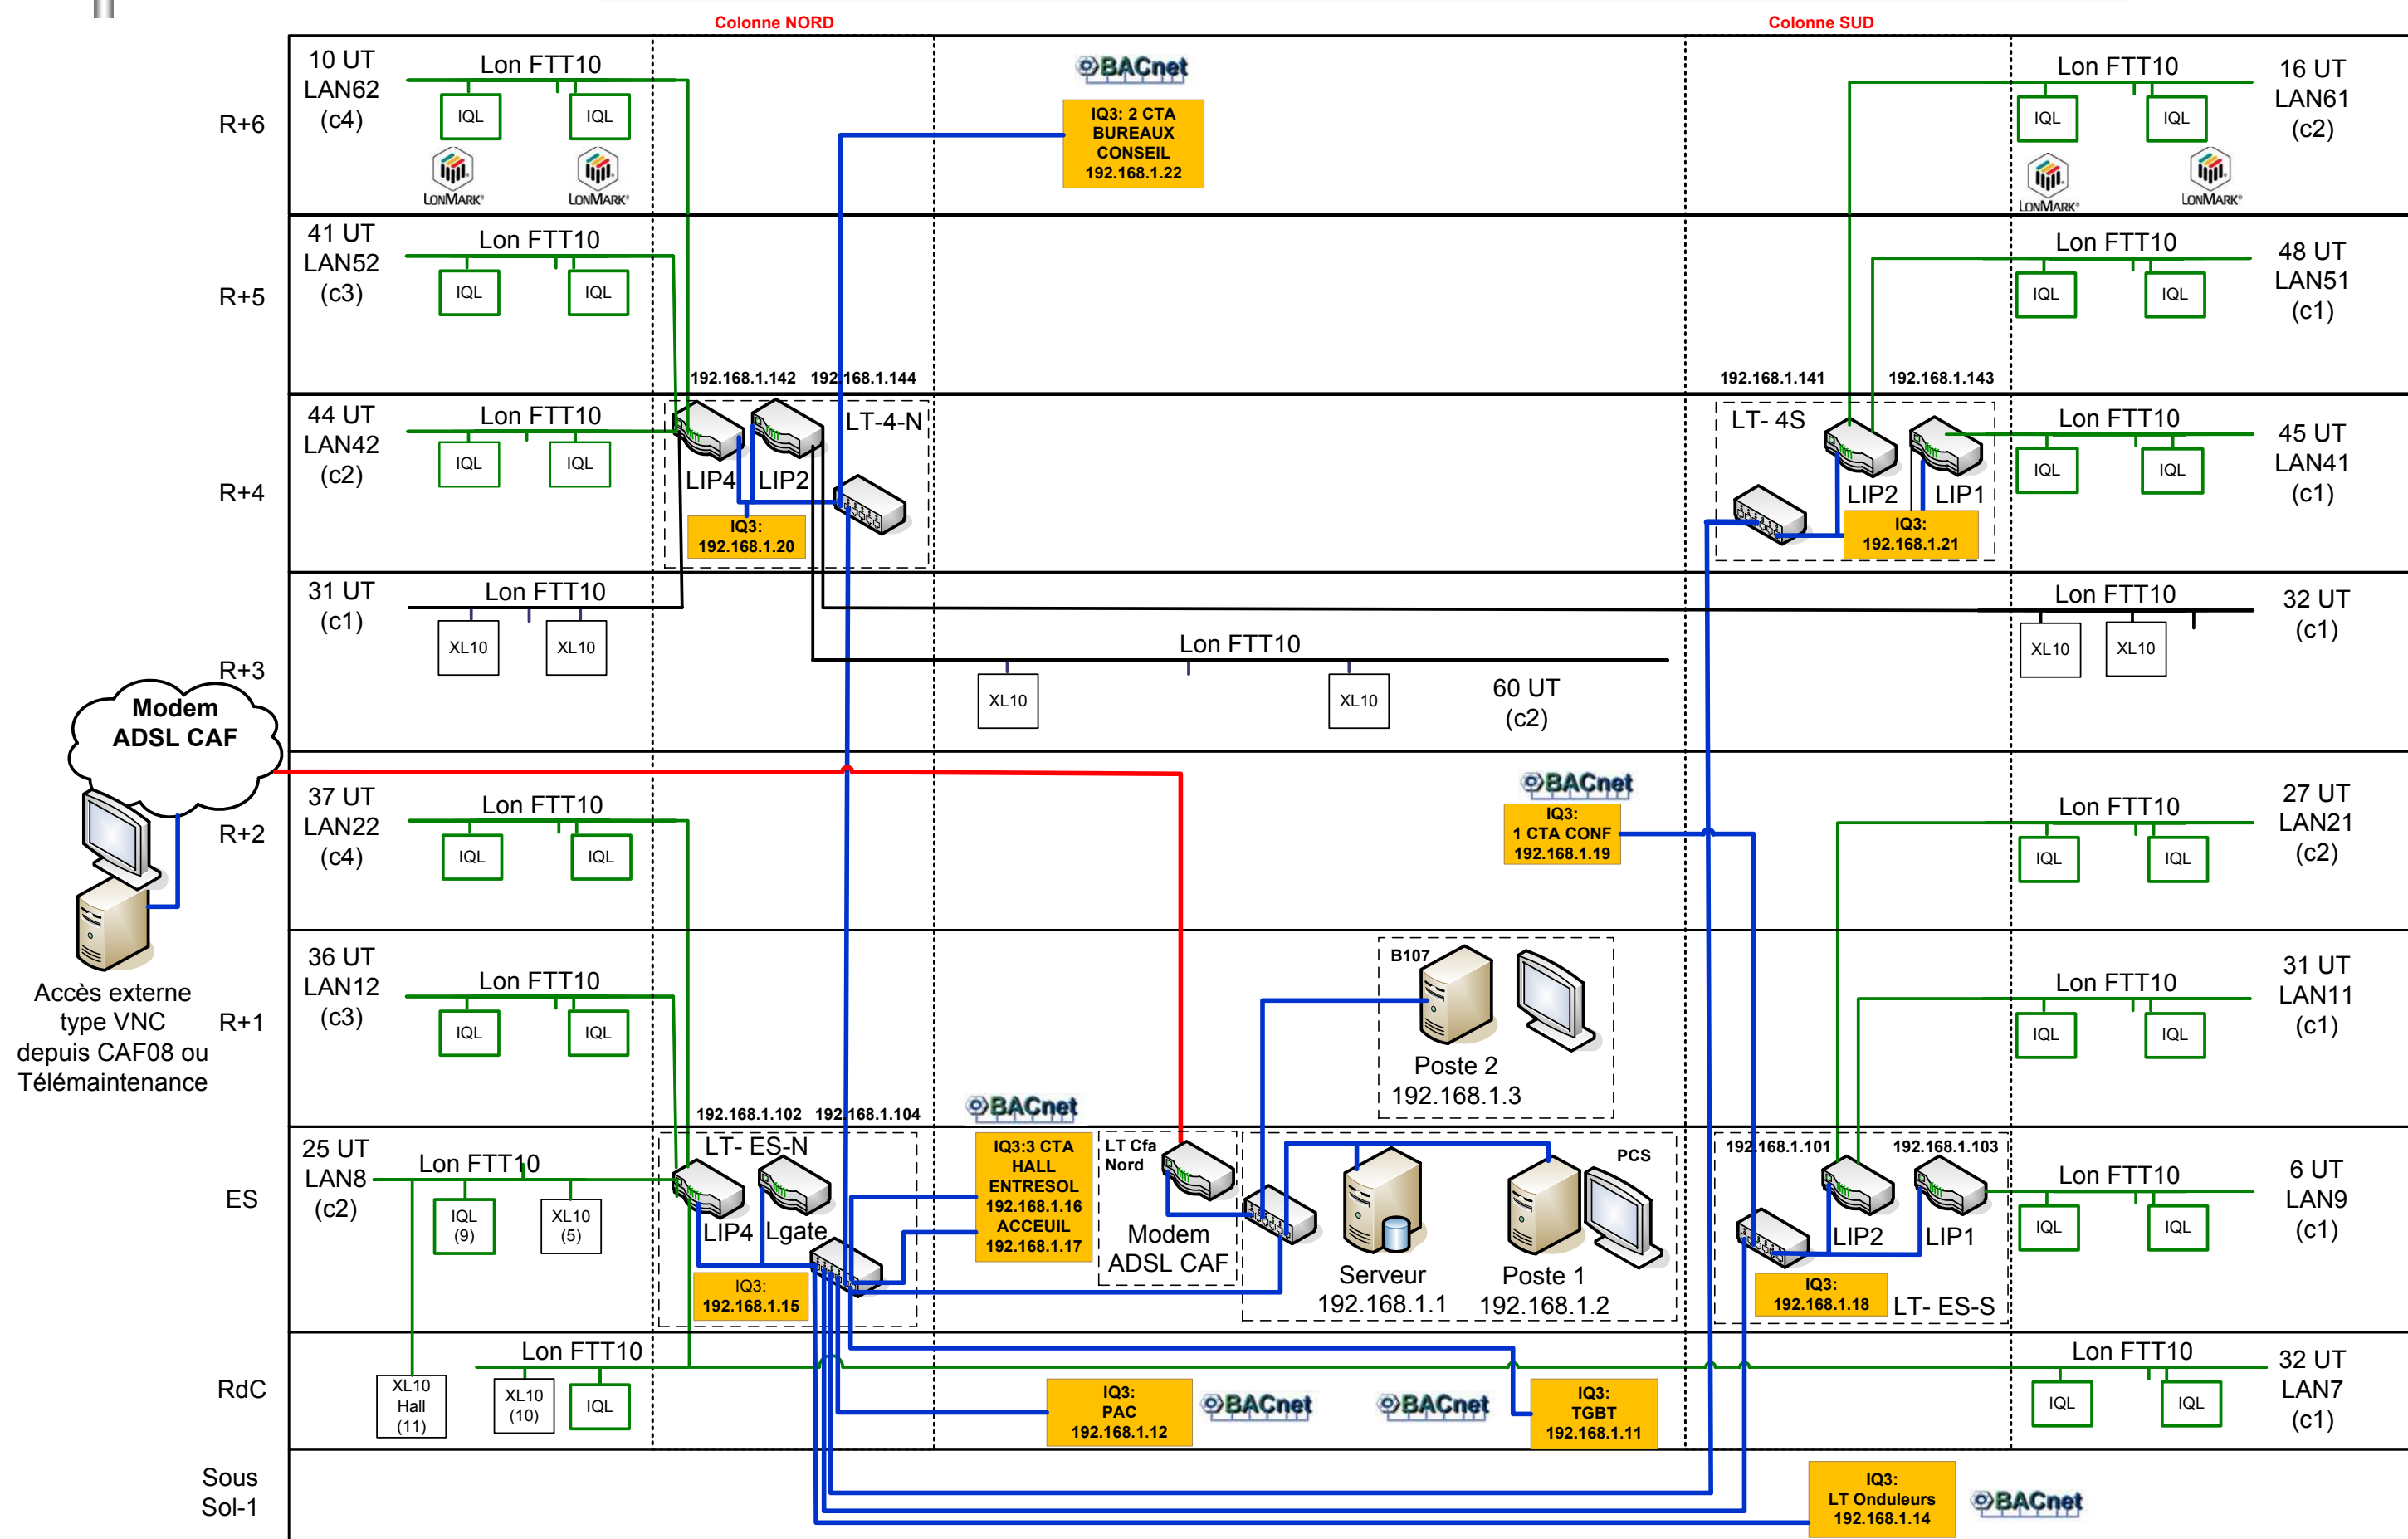 Colonne NORD
Colonne SUD
R+6
10 UT
LAN62
(c4)
Lon FTT10
IQL
IQL
LONMARK®
LONMARK®
BACnet
IQ3: 2 CTA
BUREAUX
CONSEIL
192.168.1.22
Lon FTT10
IQL
IQL
LONMARK®
LONMARK®
16 UT
LAN61
(c2)
R+5
41 UT
LAN52
(c3)
Lon FTT10
IQL
IQL
192.168.1.142
192.168.1.144
192.168.1.141
192.168.1.143
Lon FTT10
IQL
IQL
48 UT
LAN51
(c1)
R+4
44 UT
LAN42
(c2)
Lon FTT10
IQL
IQL
LT-4-N
LIP4
LIP2
IQ3:
192.168.1.20
LT- 4S
LIP2
LIP1
IQ3:
192.168.1.21
Lon FTT10
IQL
IQL
45 UT
LAN41
(c1)
R+3
31 UT
(c1)
Lon FTT10
XL10
XL10
Lon FTT10
XL10
XL10
60 UT
(c2)
Lon FTT10
XL10
XL10
32 UT
(c1)
Modem
ADSL CAF
Accès externe
type VNC
depuis CAF08 ou
Télémaintenance
R+2
37 UT
LAN22
(c4)
Lon FTT10
IQL
IQL
BACnet
IQ3:
1 CTA CONF
192.168.1.19
Lon FTT10
IQL
IQL
27 UT
LAN21
(c2)
R+1
36 UT
LAN12
(c3)
Lon FTT10
IQL
IQL
192.168.1.102
192.168.1.104
BACnet
B107
Poste 2
192.168.1.3
Lon FTT10
IQL
IQL
31 UT
LAN11
(c1)
ES
25 UT
LAN8
(c2)
Lon FTT10
IQL
(9)
XL10
(5)
LT- ES-N
LIP4
Lgate
IQ3:
192.168.1.15
IQ3:3 CTA
HALL
ENTRESOL
192.168.1.16
ACCEUIL
192.168.1.17
LT Cfa
Nord
Modem
ADSL CAF
PCS
Serveur
192.168.1.1
Poste 1
192.168.1.2
192.168.1.101
192.168.1.103
LIP2
LIP1
IQ3:
192.168.1.18
LT- ES-S
Lon FTT10
IQL
IQL
6 UT
LAN9
(c1)
RdC
XL10
Hall
(11)
Lon FTT10
XL10
(10)
IQL
IQ3:
PAC
192.168.1.12
BACnet
BACnet
IQ3:
TGBT
192.168.1.11
Lon FTT10
IQL
IQL
32 UT
LAN7
(c1)
Sous
Sol-1
IQ3:
LT Onduleurs
192.168.1.14
BACnet